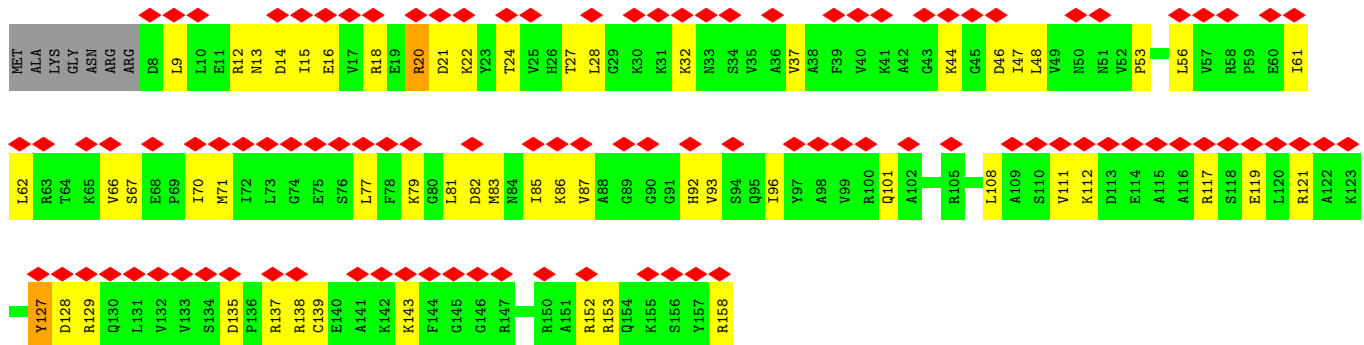 MET ALA LYS GLY ASN ARG ARG D8 L9 L10 E11 R12 N13 D14 I15 E16 V17 R18 E19 R20 D21 K22 Y23 T24 V25 H26 T27 L28 G29 K30 K31 K32 N33 S34 V35 A36 V37 A38 F39 V40 K41 A42 G43 K44 G45 D46 I47 L48 V49 N50 N51 V52 P53 L56 V57 R58 P59 E60 I61
L62 R63 T64 K65 V66 S67 E68 P69 I70 M71 I72 L73 G74 E75 S76 L77 F78 K79 G80 L81 D82 M83 N84 I85 K86 V87 A88 G89 G90 G91 H92 V93 S94 Q95 I96 Y97 A98 V99 R100 Q101 A102 R105 L108 A109 S110 V111 K112 D113 E114 A115 A116 R117 S118 E119 L120 R121 A122 K123
Y127 D128 R129 Q130 L131 V132 V133 S134 D135 P136 R137 R138 C139 E140 A141 K142 K143 F144 G145 G146 R147 R150 A151 R152 R153 Q154 K155 S156 Y157 R158